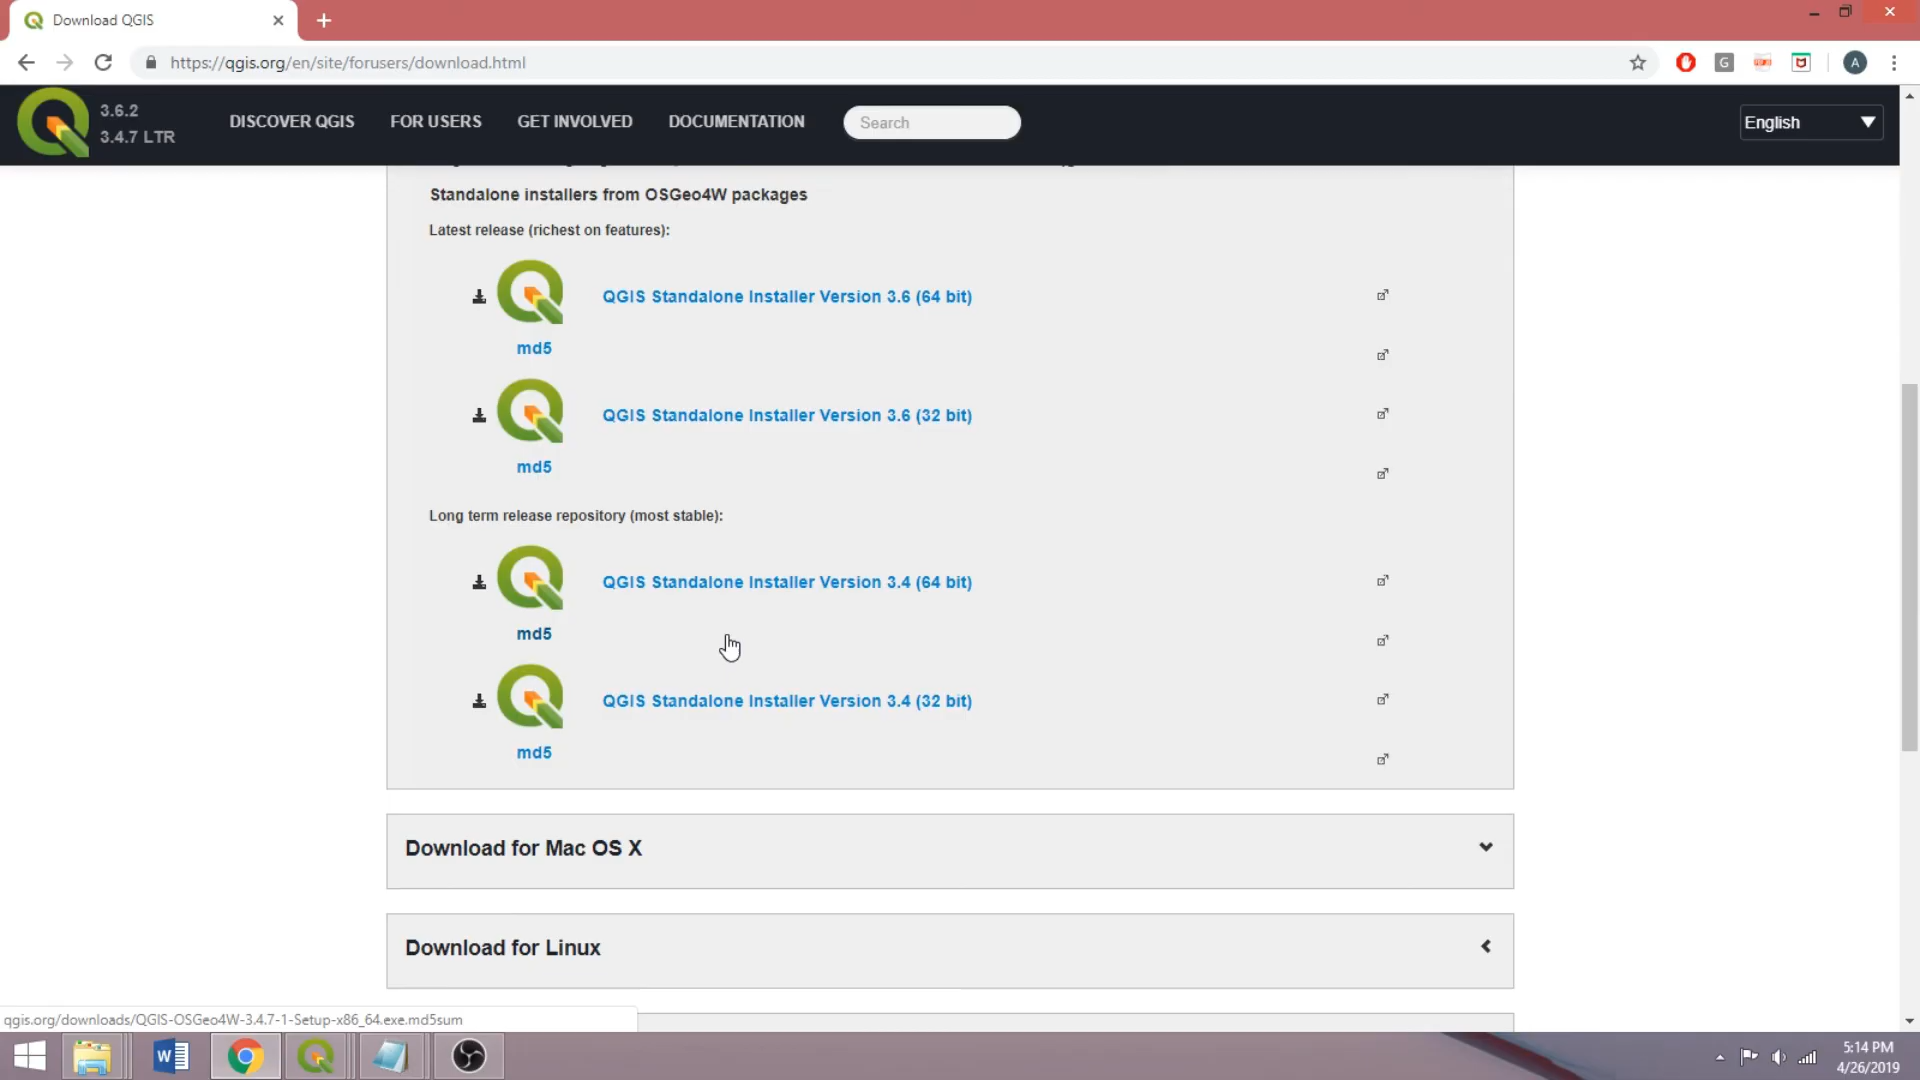 Download QGIS
https://qgis.org/en/site/forusers/download.html
G
A
3.6.2
3.4.7 LTR
DISCOVER QGIS
FOR USERS
GET INVOLVED
DOCUMENTATION
Search
English
Standalone installers from OSGeo4W packages
Latest release (richest on features):
QGIS Standalone Installer Version 3.6 (64 bit)
md5
QGIS Standalone Installer Version 3.6 (32 bit)
md5
Long term release repository (most stable):
QGIS Standalone Installer Version 3.4 (64 bit)
md5
QGIS Standalone Installer Version 3.4 (32 bit)
md5
Download for Mac OS X
Download for Linux
qgis.org/downloads/QGIS-OSGeo4W-3.4.7-1-Setup-x86_64.exe.md5sum
W
5:14 PM
4/26/2019